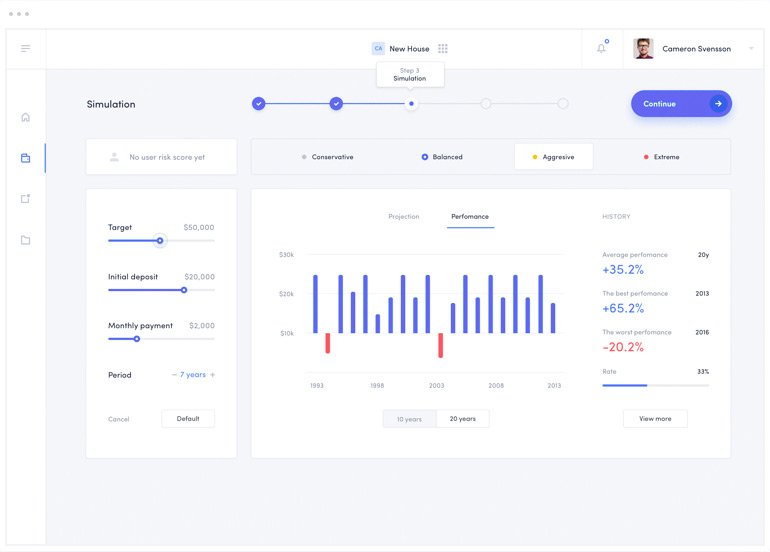 CA New House
Cameron Svensson
Step 3
Simulation
Simulation
Continue
No user risk score yet
Conservative
Balanced
Aggresive
Extreme
Target $50,000
Initial deposit $20,000
Monthly payment $2,000
Period – 7 years +
Cancel Default
Projection Perfomance
$30k
$20k
$10k
1993 1998 2003 2008 2013
10 years 20 years
HISTORY
Average perfomance 20y
+35.2%
The best perfomance 2013
+65.2%
The worst perfomance 2016
-20.2%
Rate 33%
View more